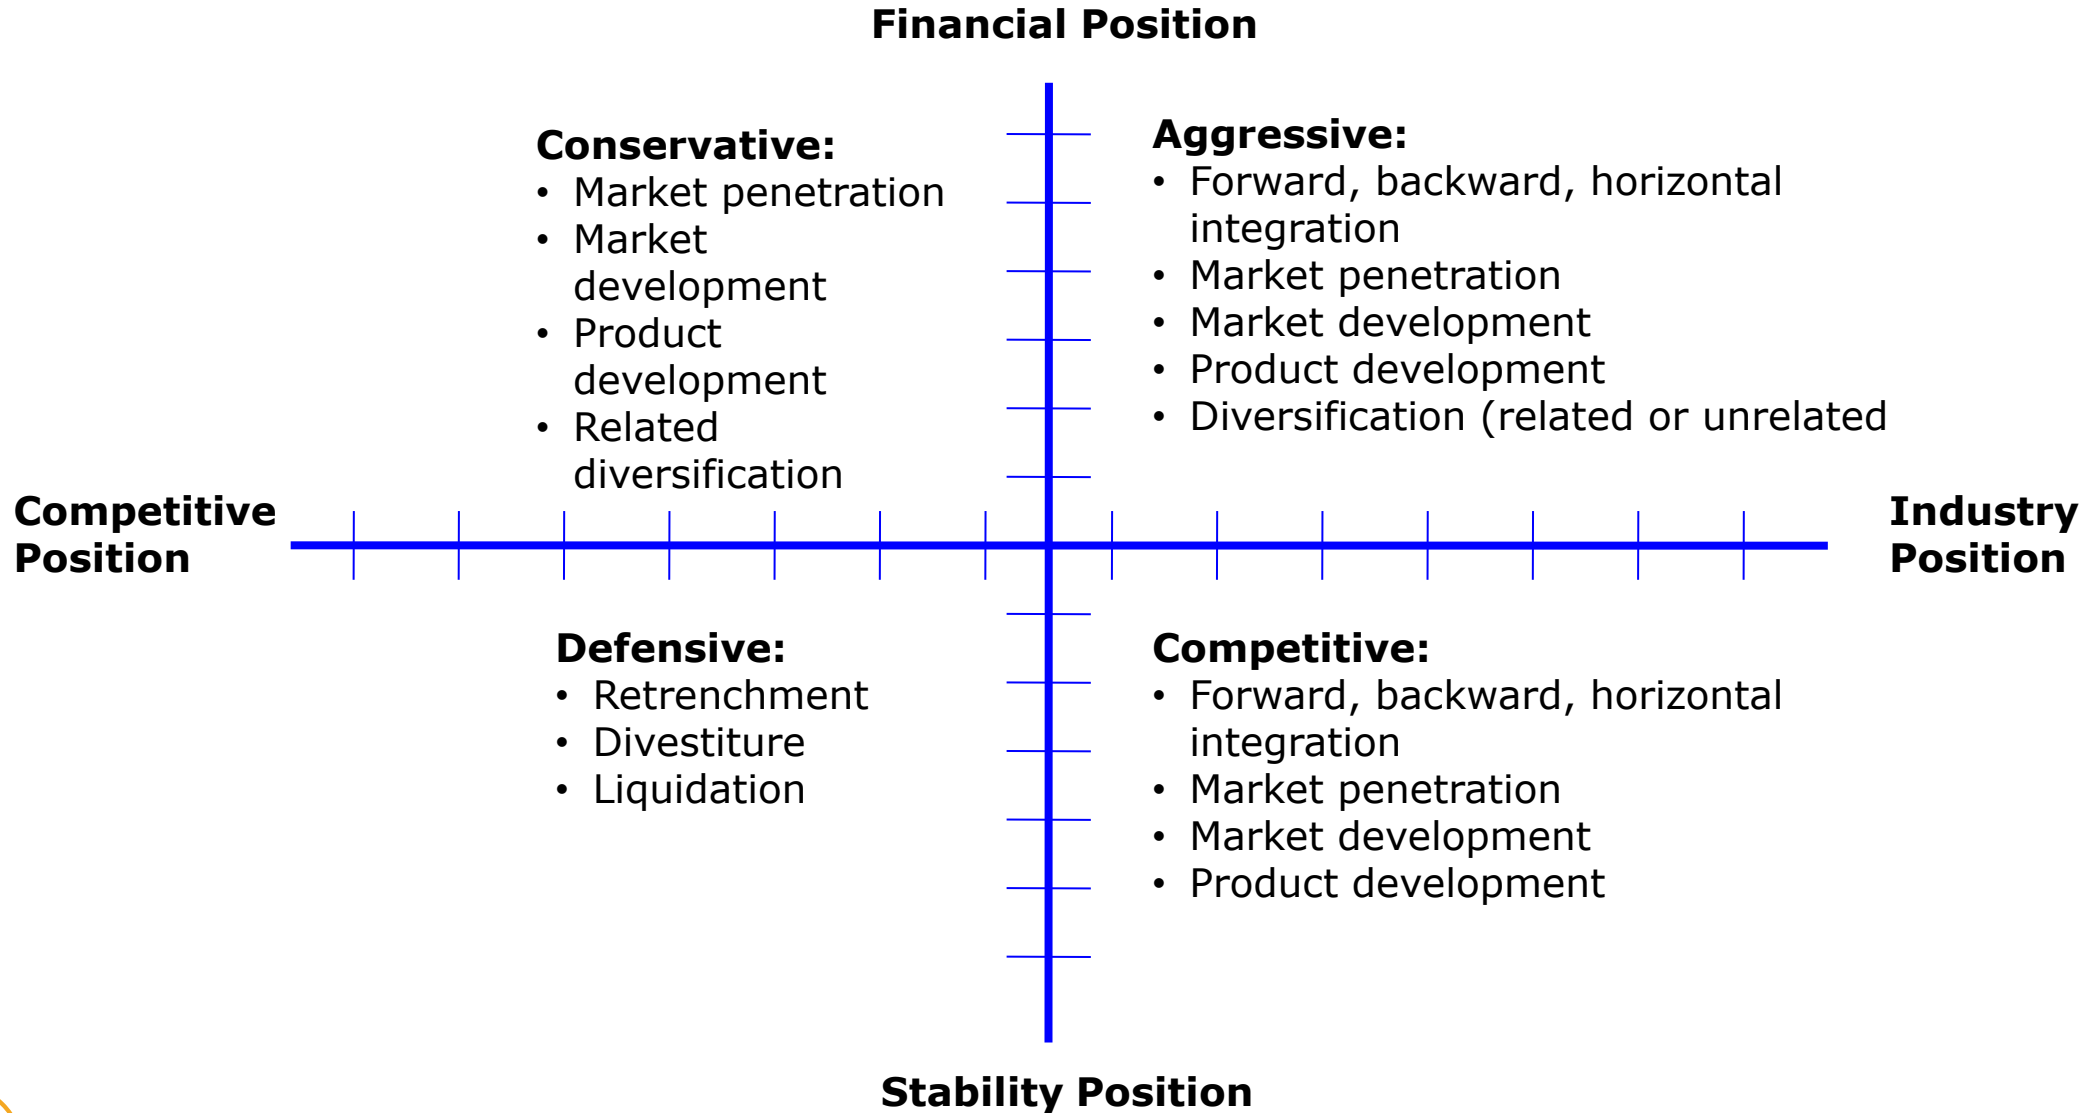 Financial Position
Conservative:
• Market penetration
• Market
development
• Product
development
• Related
diversification
Aggressive:
• Forward, backward, horizontal
integration
• Market penetration
• Market development
• Product development
• Diversification (related or unrelated
Competitive
Position
Industry
Position
Defensive:
• Retrenchment
• Divestiture
• Liquidation
Competitive:
• Forward, backward, horizontal
integration
• Market penetration
• Market development
• Product development
Stability Position